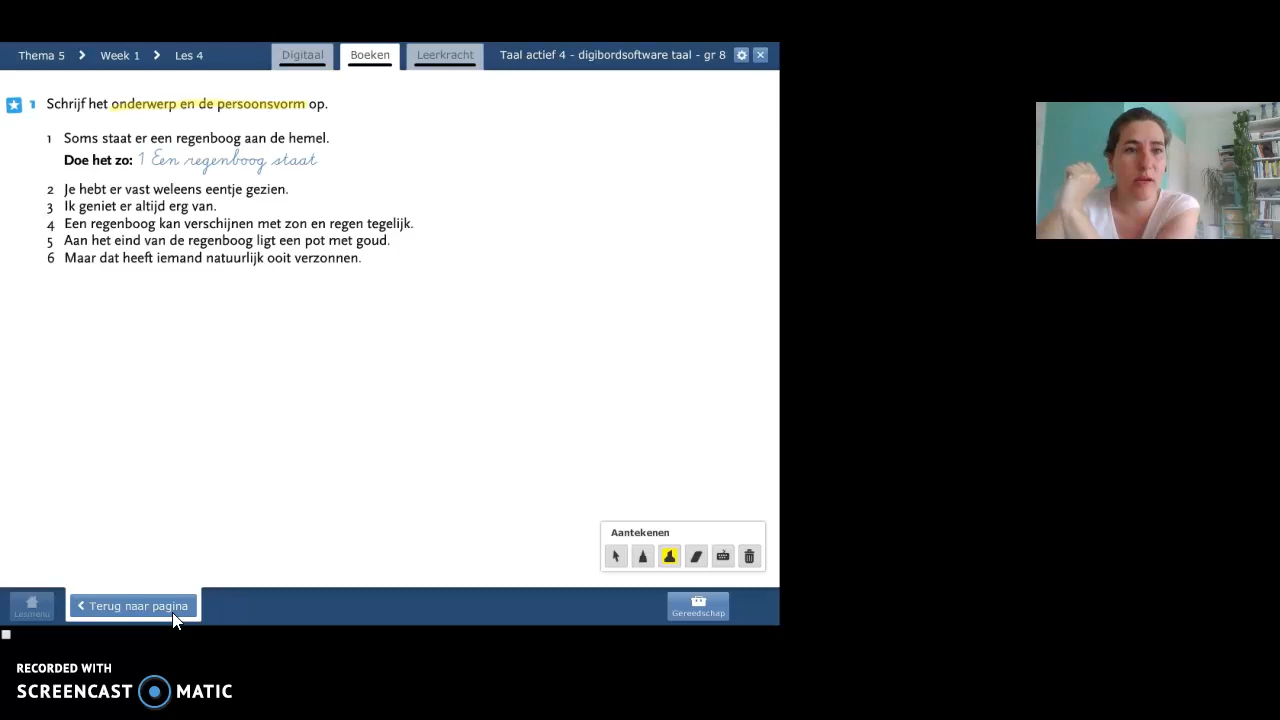 Thema 5 > Week 1 > Les 4 Digitaal Boeken Leerkracht Taal actief 4 - digibordsoftware taal - gr 8
1 Schrijf het onderwerp en de persoonsvorm op.
1 Soms staat er een regenboog aan de hemel.
Doe het zo: 1 Een regenboog staat
2 Je hebt er vast weleens eentje gezien.
3 Ik geniet er altijd erg van.
4 Een regenboog kan verschijnen met zon en regen tegelijk.
5 Aan het eind van de regenboog ligt een pot met goud.
6 Maar dat heeft iemand natuurlijk ooit verzonnen.
Aantekenen
Lesmenu
Terug naar pagina
Gereedschap
RECORDED WITH
SCREENCAST MATIC